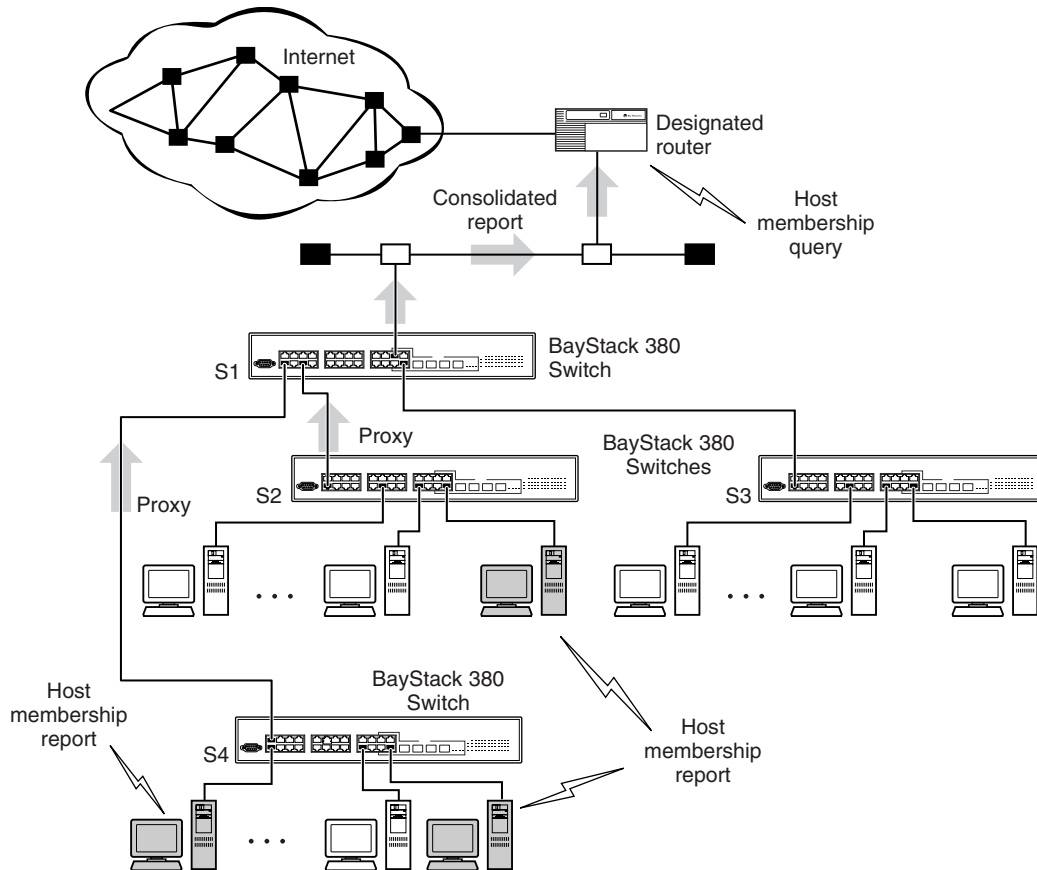 Internet
Designated
router
Consolidated
report
Host
membership
query
BayStack 380
Switch
S1
Proxy
BayStack 380
Switches
S2
S3
Proxy
BayStack 380
Switch
Host
membership
report
S4
Host
membership
report